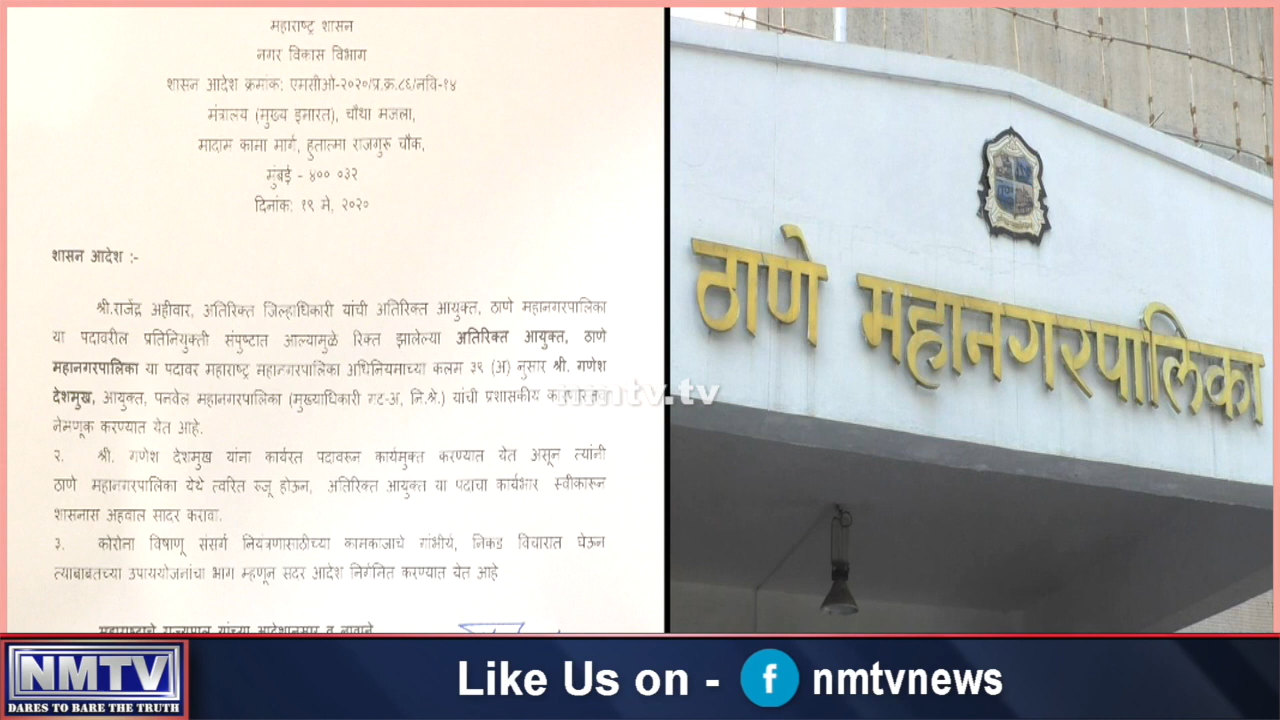 महाराष्ट्र शासन
नगर विकास विभाग
शासन आदेश क्रमांक: एमसीओ-२०२०/प्र.क्र.८६/नवि-१४
मंत्रालय (मुख्य इमारत), चौथा मजला,
मादाम कामा मार्ग, हुतात्मा राजगुरू चौक,
मुंबई - ४०० ०३२
दिनांक: १९ मे, २०२०
शासन आदेश :-
श्री.राजेंद्र अहीवार, अतिरिक्त जिल्हाधिकारी यांची अतिरिक्त आयुक्त, ठाणे महानगरपालिका
या पदावरील प्रतिनियुक्ती संपुष्टात आल्यामुळे रिक्त झालेल्या अतिरिक्त आयुक्त, ठाणे
महानगरपालिका या पदावर महाराष्ट्र महानगरपालिका अधिनियमाच्या कलम ३९ (अ) नुसार श्री. गणेश
देशमुख, आयुक्त, पनवेल महानगरपालिका (मुख्याधिकारी गट-अ, नि.श्रे.) यांची प्रशासकीय
नेमणूक करण्यात येत आहे.
२. श्री. गणेश देशमुख यांना कार्यरत पदावरून कार्यमुक्त करण्यात येत असून त्यांनी
ठाणे महानगरपालिका येथे त्वरित रुजू होऊन, अतिरिक्त आयुक्त या पदाचा कार्यभार स्वीकारून
शासनास अहवाल सादर करावा.
३. कोरोना विषाणू संसर्ग नियंत्रणासाठीच्या कामकाजाचे गांभीर्य, निकड विचारात घेऊन
त्याबाबतच्या उपाययोजनांचा भाग म्हणून सदर आदेश निर्गमित करण्यात येत आहे
महाराष्ट्राचे राज्यपाल यांच्या आदेशानुसार व नावाने
ठाणे महानगरपालिका
nmtv.tv
NMTV
DARES TO BARE THE TRUTH
Like Us on - f nmtvnews